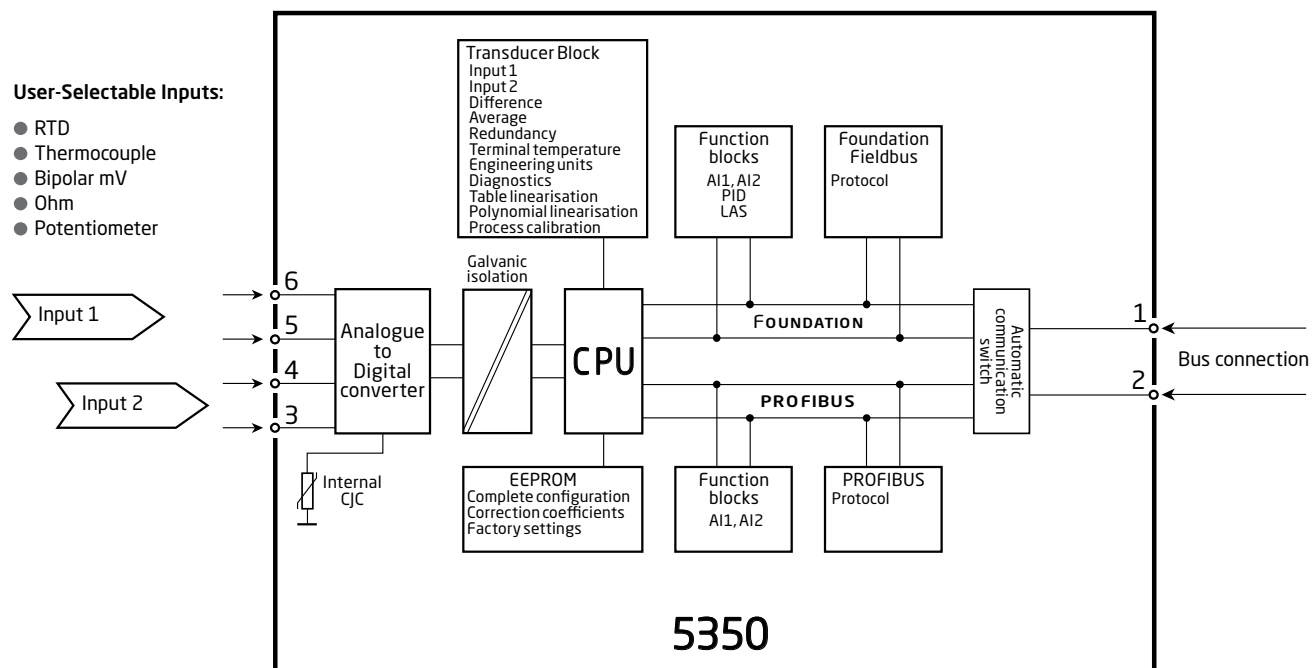 User-Selectable Inputs:
RTD
Thermocouple
Bipolar mV
Ohm
Potentiometer
Input 1
Input 2
6
5
4
3
Analogue
to
Digital
converter
Internal
CJC
Galvanic
isolation
Transducer Block
Input 1
Input 2
Difference
Average
Redundancy
Terminal temperature
Engineering units
Diagnostics
Table linearisation
Polynomial linearisation
Process calibration
CPU
EEPROM
Complete configuration
Correction coefficients
Factory settings
Function
blocks
AI1, AI2
PID
LAS
Foundation
Fieldbus
Protocol
FOUNDATION
PROFIBUS
Function
blocks
AI1, AI2
PROFIBUS
Protocol
Automatic
communication
switch
1
2
Bus connection
5350